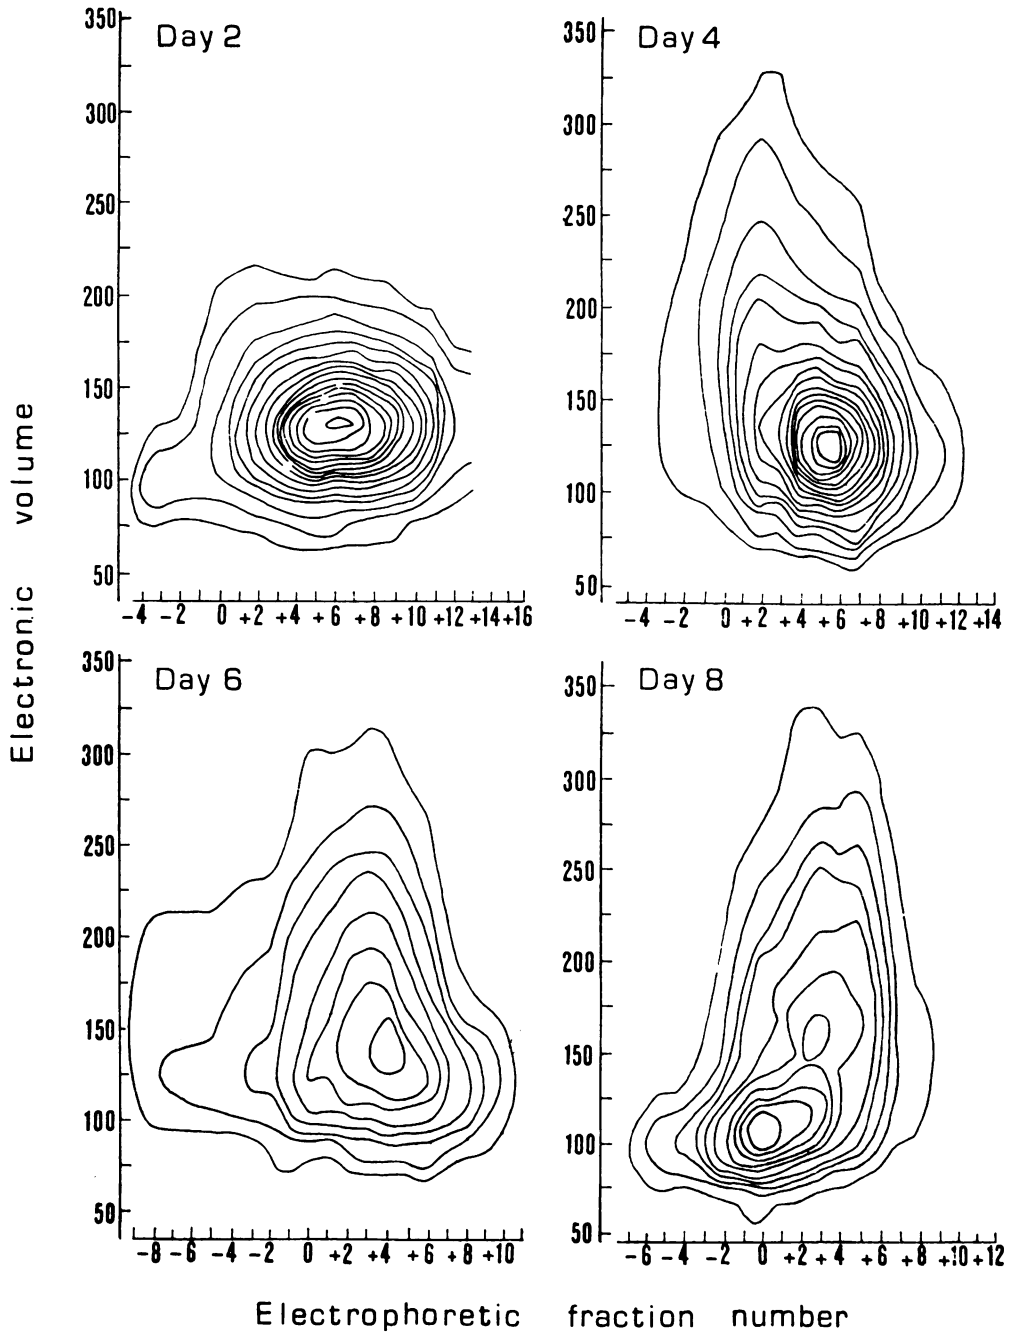 Day 2
350
300
250
200
150
100
50
-4 -2 0 +2 +4 +6 +8 +10 +12 +14 +16
Day 4
350
300
250
200
150
100
50
-4 -2 0 +2 +4 +6 +8 +10 +12 +14
Day 6
350
300
250
200
150
100
50
-8 -6 -4 -2 0 +2 +4 +6 +8 +10
Day 8
350
300
250
200
150
100
50
-6 -4 -2 0 +2 +4 +6 +8 +10 +12
Electronic volume
Electrophoretic fraction number